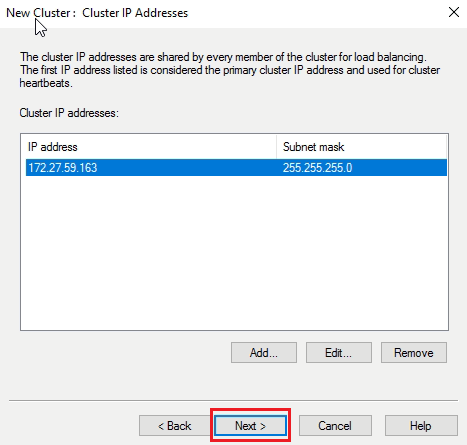 New Cluster :  Cluster IP Addresses
The cluster IP addresses are shared by every member of the cluster for load balancing.
The first IP address listed is considered the primary cluster IP address and used for cluster
heartbeats.
Cluster IP addresses:
IP address Subnet mask
172.27.59.163 255.255.255.0
Add... Edit... Remove
< Back Next > Cancel Help